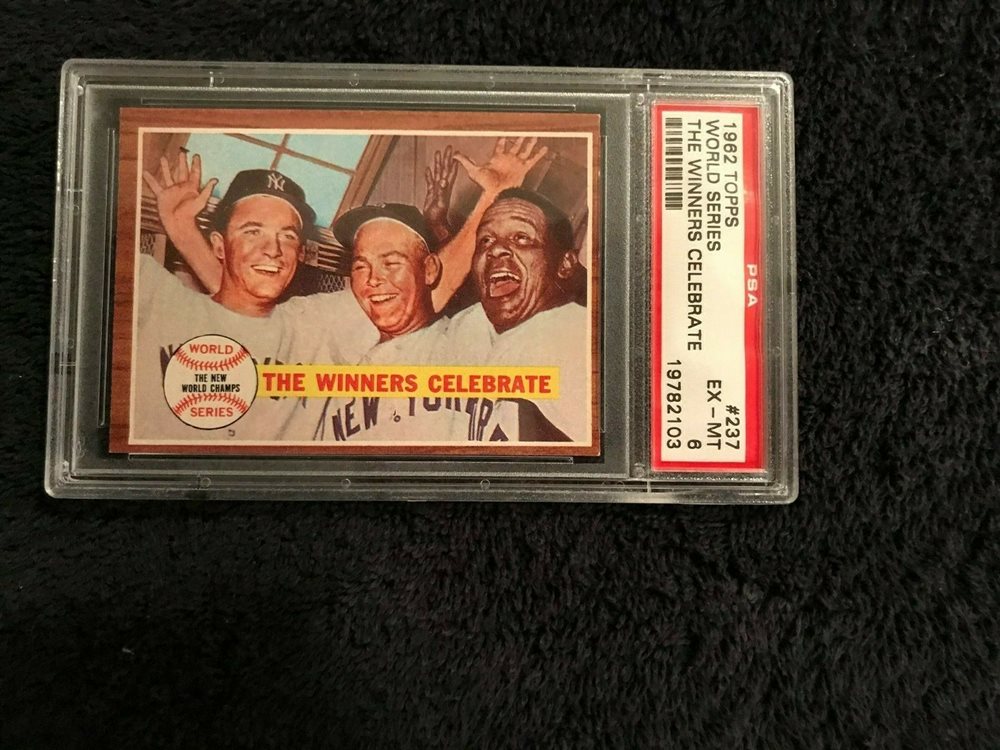 NY
WORLD
THE NEW
WORLD CHAMPS
SERIES
THE WINNERS CELEBRATE
NEW YORK
1962 TOPPS
WORLD SERIES
THE WINNERS CELEBRATE
PSA
#237
EX - MT
6
19782103